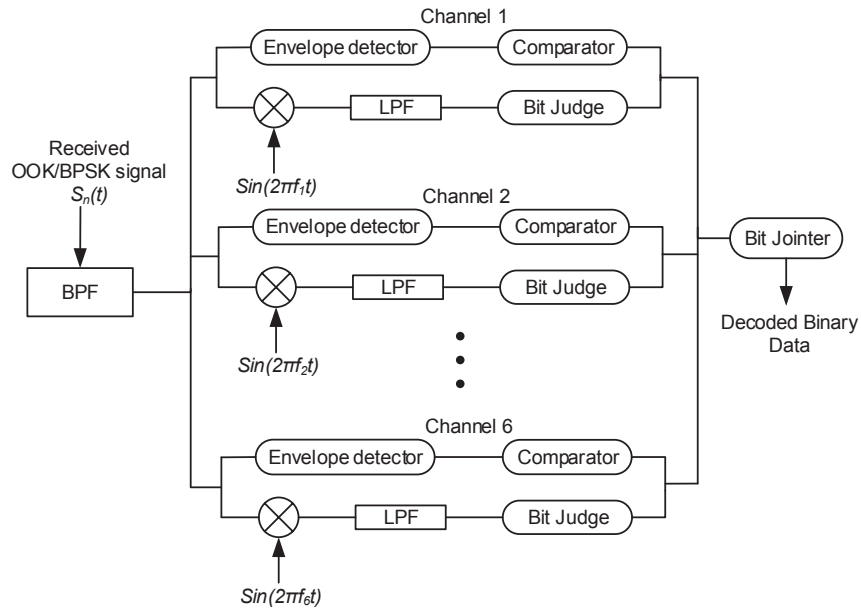 Channel 1
Envelope detector
Comparator
LPF
Bit Judge
Sin(2πf₁t)
Received
OOK/BPSK signal
Sₙ(t)
BPF
Channel 2
Envelope detector
Comparator
LPF
Bit Judge
Sin(2πf₂t)
Bit Jointer
Decoded Binary
Data
Channel 6
Envelope detector
Comparator
LPF
Bit Judge
Sin(2πf₆t)